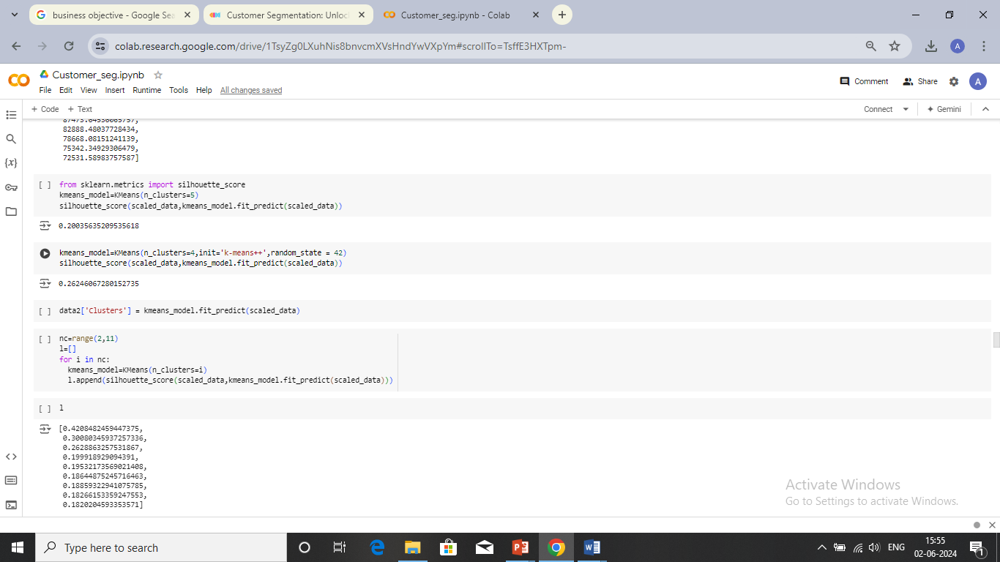 business objective - Google Sea
Customer Segmentation: Unloc
Customer_seg.ipynb - Colab
colab.research.google.com/drive/1TsyZg0LXuhNis8bnvcmXVsHndYwVXpYm#scrollTo=TsffE3HXTpm-
A
CO
Customer_seg.ipynb
File Edit View Insert Runtime Tools Help All changes saved
Comment Share A
+ Code + Text
Connect Gemini
82888.48037728434,
78668.08151241139,
75342.34929306479,
72531.58983757587]
[ ] from sklearn.metrics import silhouette_score
kmeans_model=KMeans(n_clusters=5)
silhouette_score(scaled_data,kmeans_model.fit_predict(scaled_data))
0.20035635209535618
kmeans_model=KMeans(n_clusters=4,init='k-means++',random_state = 42)
silhouette_score(scaled_data,kmeans_model.fit_predict(scaled_data))
0.26246067280152735
[ ] data2['Clusters'] = kmeans_model.fit_predict(scaled_data)
[ ] nc=range(2,11)
l=[]
for i in nc:
kmeans_model=KMeans(n_clusters=i)
l.append(silhouette_score(scaled_data,kmeans_model.fit_predict(scaled_data)))
[ ] l
[0.4208482459447375,
0.30080345937257336,
0.2628863257531867,
0.199918929094391,
0.19532173569021408,
0.18644875245716463,
0.18859322941075785,
0.18266153359247553,
0.1820204593353571]
Activate Windows
Go to Settings to activate Windows.
Type here to search
ENG
15:55
02-06-2024
1